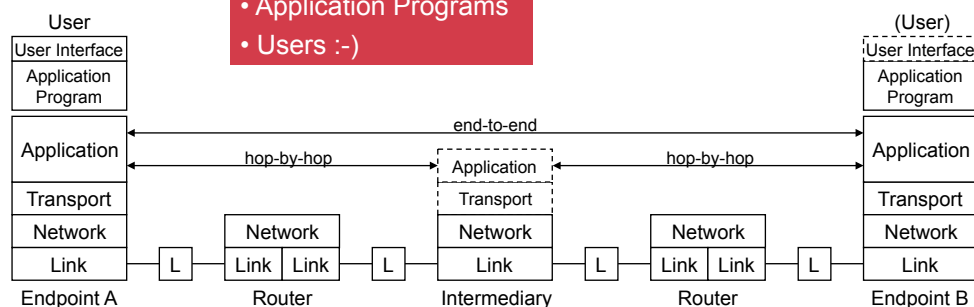 • Application Programs
• Users :-)
User
(User)
User Interface
User Interface
Application
Program
Application
Program
end-to-end
Application
hop-by-hop
Application
hop-by-hop
Application
Transport
Transport
Transport
Network
Network
Network
Network
Network
Link
L
Link
Link
L
Link
L
Link
Link
L
Link
Endpoint A
Router
Intermediary
Router
Endpoint B